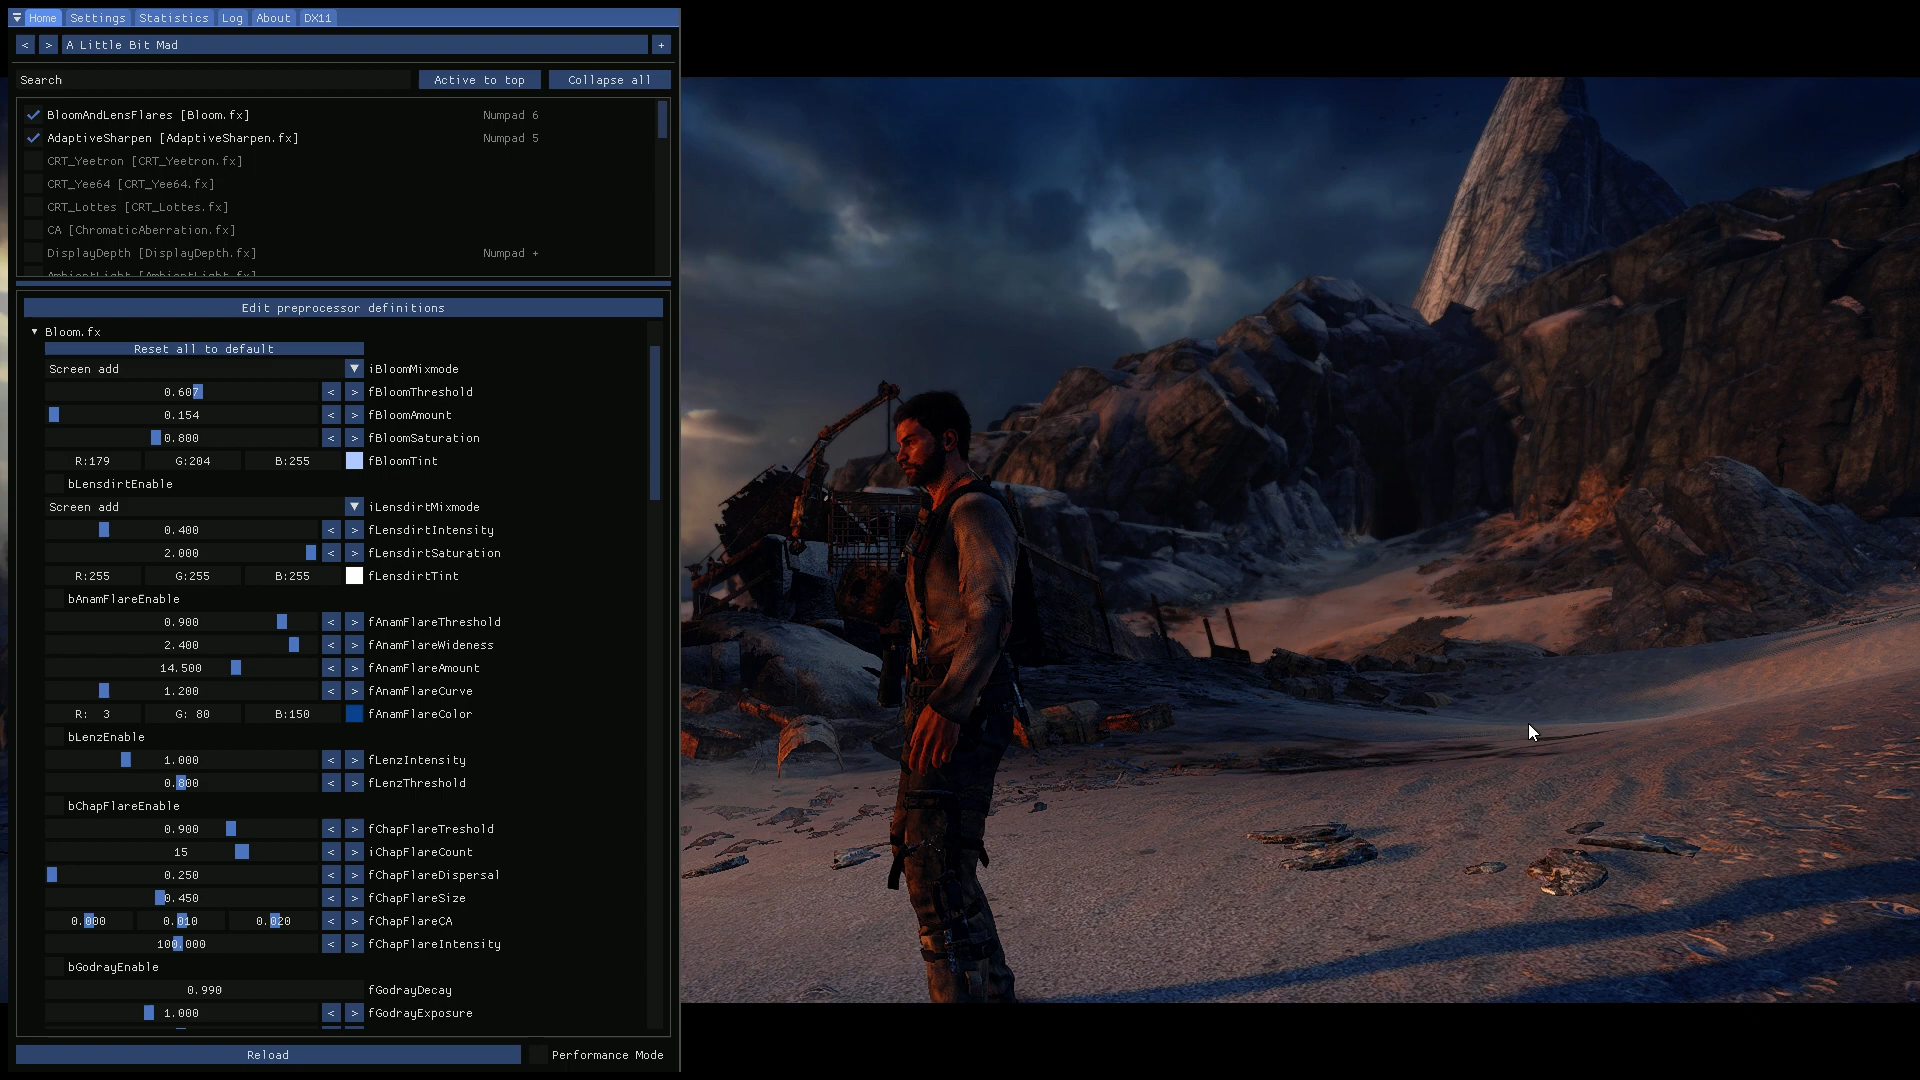 Home Settings Statistics Log About DX11
< > A Little Bit Mad +
Search Active to top Collapse all
BloomAndLensFlares [Bloom.fx] Numpad 6
AdaptiveSharpen [AdaptiveSharpen.fx] Numpad 5
CRT_Yeetron [CRT_Yeetron.fx]
CRT_Yee64 [CRT_Yee64.fx]
CRT_Lottes [CRT_Lottes.fx]
CA [ChromaticAberration.fx]
DisplayDepth [DisplayDepth.fx] Numpad +
AmbientLight [AmbientLight.fx]
Edit preprocessor definitions
Bloom.fx
Reset all to default
Screen add iBloomMixmode
0.607 < > fBloomThreshold
0.154 < > fBloomAmount
0.800 < > fBloomSaturation
R:179 G:204 B:255 fBloomTint
bLensdirtEnable
Screen add iLensdirtMixmode
0.400 < > fLensdirtIntensity
2.000 < > fLensdirtSaturation
R:255 G:255 B:255 fLensdirtTint
bAnamFlareEnable
0.900 < > fAnamFlareThreshold
2.400 < > fAnamFlareWideness
14.500 < > fAnamFlareAmount
1.200 < > fAnamFlareCurve
R: 3 G: 80 B:150 fAnamFlareColor
bLenzEnable
1.000 < > fLenzIntensity
0.800 < > fLenzThreshold
bChapFlareEnable
0.900 < > fChapFlareTreshold
15 < > iChapFlareCount
0.250 < > fChapFlareDispersal
0.450 < > fChapFlareSize
0.000 0.010 0.020 < > fChapFlareCA
100.000 < > fChapFlareIntensity
bGodrayEnable
0.990 fGodrayDecay
1.000 < > fGodrayExposure
Reload Performance Mode